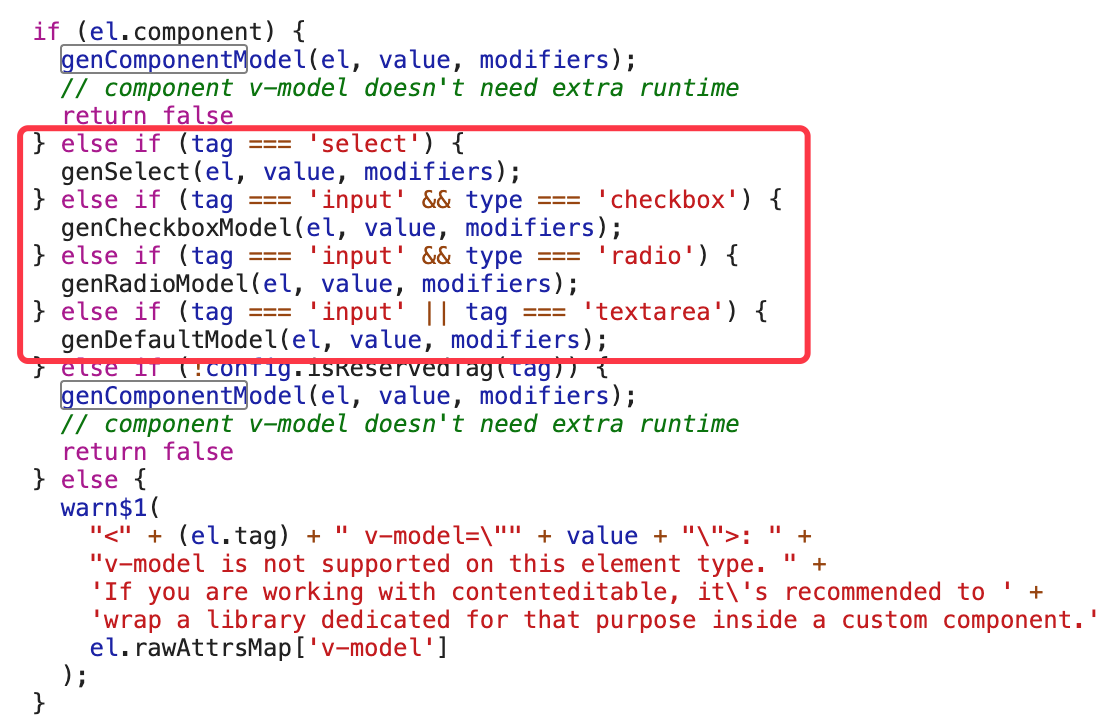 if (el.component) {
  genComponentModel(el, value, modifiers);
  // component v-model doesn't need extra runtime
  return false
} else if (tag === 'select') {
  genSelect(el, value, modifiers);
} else if (tag === 'input' && type === 'checkbox') {
  genCheckboxModel(el, value, modifiers);
} else if (tag === 'input' && type === 'radio') {
  genRadioModel(el, value, modifiers);
} else if (tag === 'input' || tag === 'textarea') {
  genDefaultModel(el, value, modifiers);
} else if (!config.isReservedTag(tag)) {
  genComponentModel(el, value, modifiers);
  // component v-model doesn't need extra runtime
  return false
} else {
  warn$1(
    "<" + (el.tag) + " v-model=\"" + value + "\">: " +
    "v-model is not supported on this element type. " +
    'If you are working with contenteditable, it\'s recommended to ' +
    'wrap a library dedicated for that purpose inside a custom component.'
    el.rawAttrsMap['v-model']
  );
}